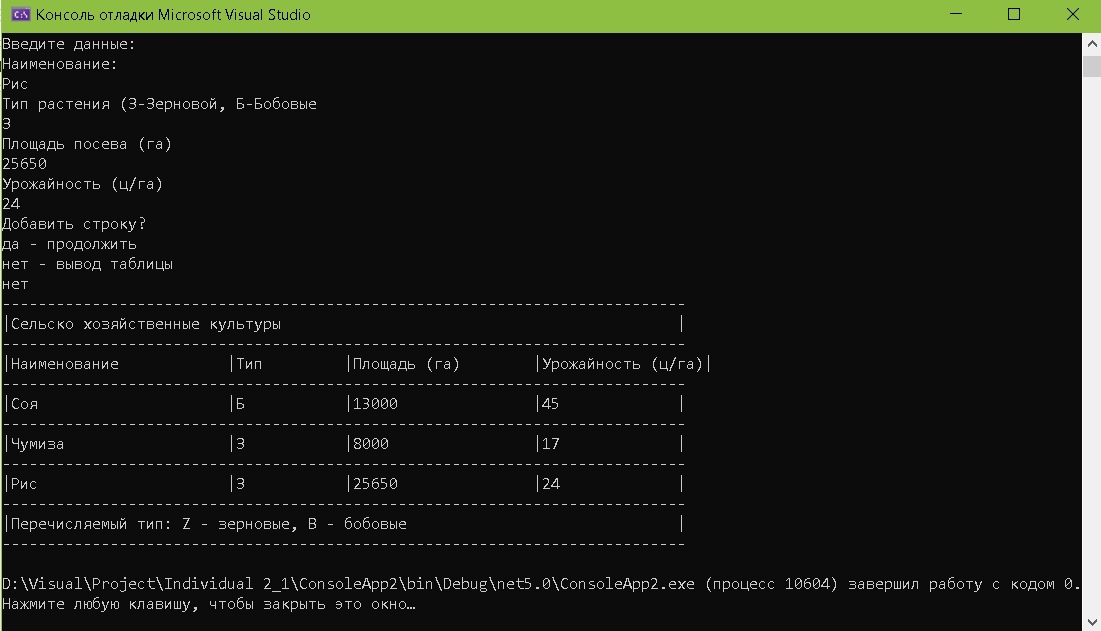 Консоль отладки Microsoft Visual Studio
Введите данные:
Наименование:
Рис
Тип растения (З-Зерновой, Б-Бобовые
З
Площадь посева (га)
25650
Урожайность (ц/га)
24
Добавить строку?
да - продолжить
нет - вывод таблицы
нет
----------------------------------------------------------------------------
|Сельско хозяйственные культуры                                            |
----------------------------------------------------------------------------
|Наименование            |Тип         |Площадь (га)        |Урожайность (ц/га)|
----------------------------------------------------------------------------
|Соя                     |Б           |13000               |45             |
----------------------------------------------------------------------------
|Чумиза                  |З           |8000                |17             |
----------------------------------------------------------------------------
|Рис                     |З           |25650               |24             |
----------------------------------------------------------------------------
|Перечисляемый тип: Z - зерновые, B - бобовые                              |
----------------------------------------------------------------------------
D:\Visual\Project\Individual 2_1\ConsoleApp2\bin\Debug\net5.0\ConsoleApp2.exe (процесс 10604) завершил работу с кодом 0.
Нажмите любую клавишу, чтобы закрыть это окно…